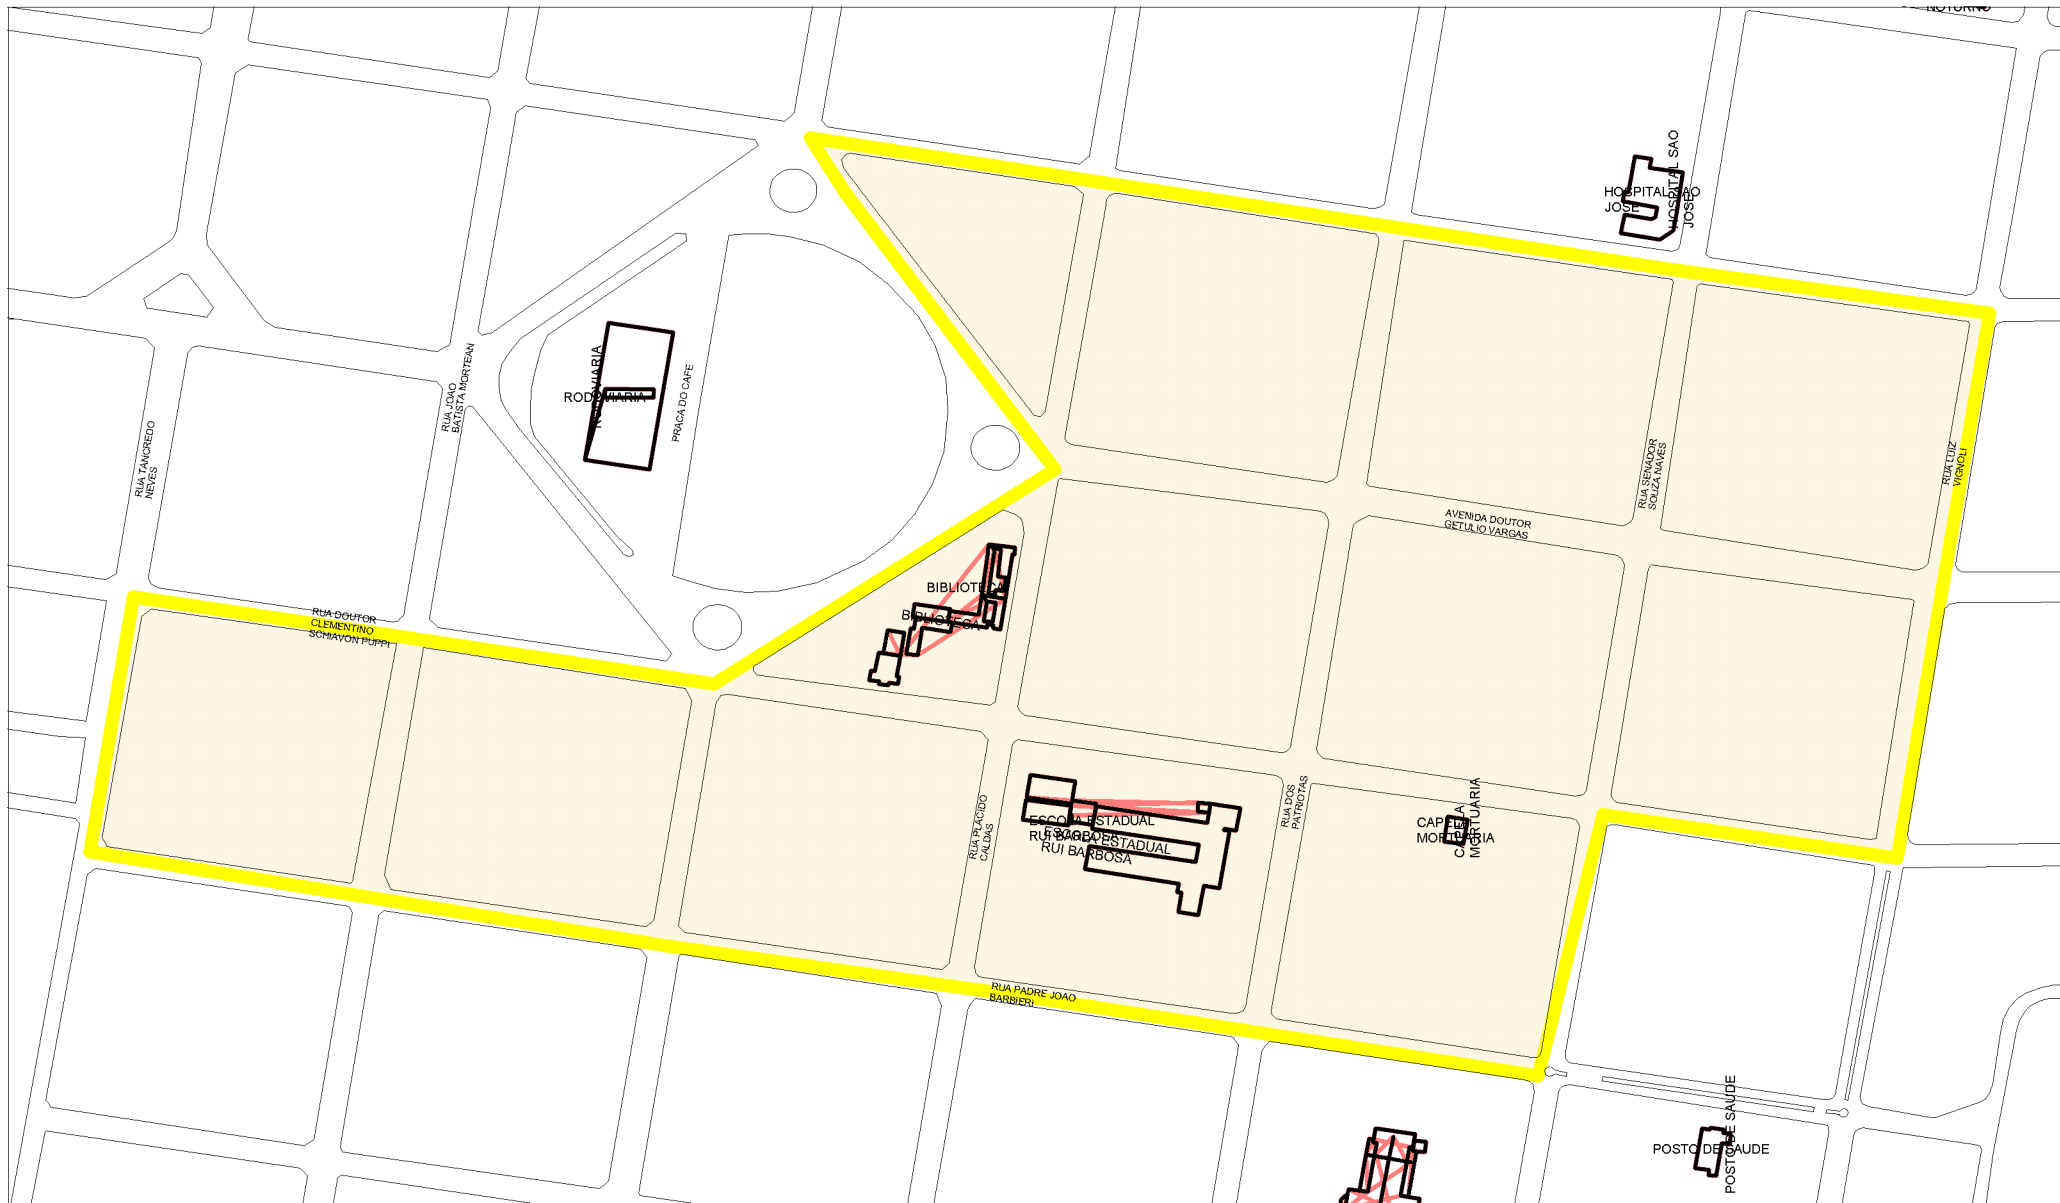 NOTURNO
HOSPITAL SAO
JOSE
HOSPITAL SAO
JOSE
RUA JOAO
BATISTA MORTEAN
RODOVIARIA
RODOVIARIA
PRACA DO CAFE
RUA TANCREDO
NEVES
RUA SENADOR
SOUZA NAVES
RUA LUIZ
VIGNOLI
AVENIDA DOUTOR
GETULIO VARGAS
BIBLIOTECA
BIBLIOTECA
RUA DOUTOR
CLEMENTINO
SCHIAVON PUPPI
RUA PLACIDO
CALDAS
ESCOLA ESTADUAL
RUI BARBOSA
ESCOLA ESTADUAL
RUI BARBOSA
RUA DOS
PATRIOTAS
CAPELA
MORTUARIA
CAPELA
MORTUARIA
RUA PADRE JOAO
BARBIERI
POSTO DE SAUDE
POSTO DE SAUDE